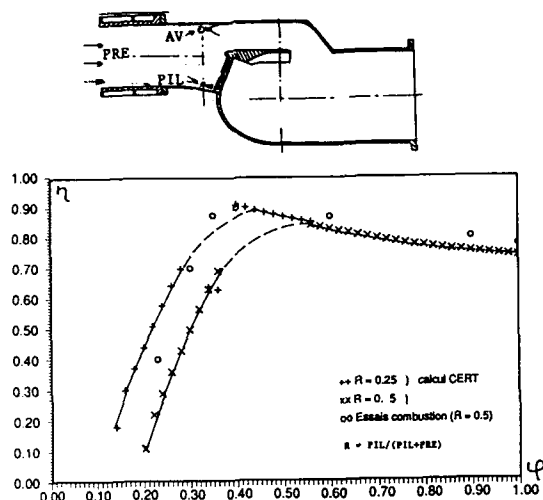 AV
PRE
PIL
η
1.00
0.90
0.80
0.70
0.60
0.50
0.40
0.30
0.20
0.10
0.00
++ R = 0.25 ) calcul CERT
xx R = 0. 5 )
oo Essais combustion (R = 0.5)
R = PIL/(PIL+PRE)
0.00 0.10 0.20 0.30 0.40 0.50 0.60 0.70 0.80 0.90 1.00
φ